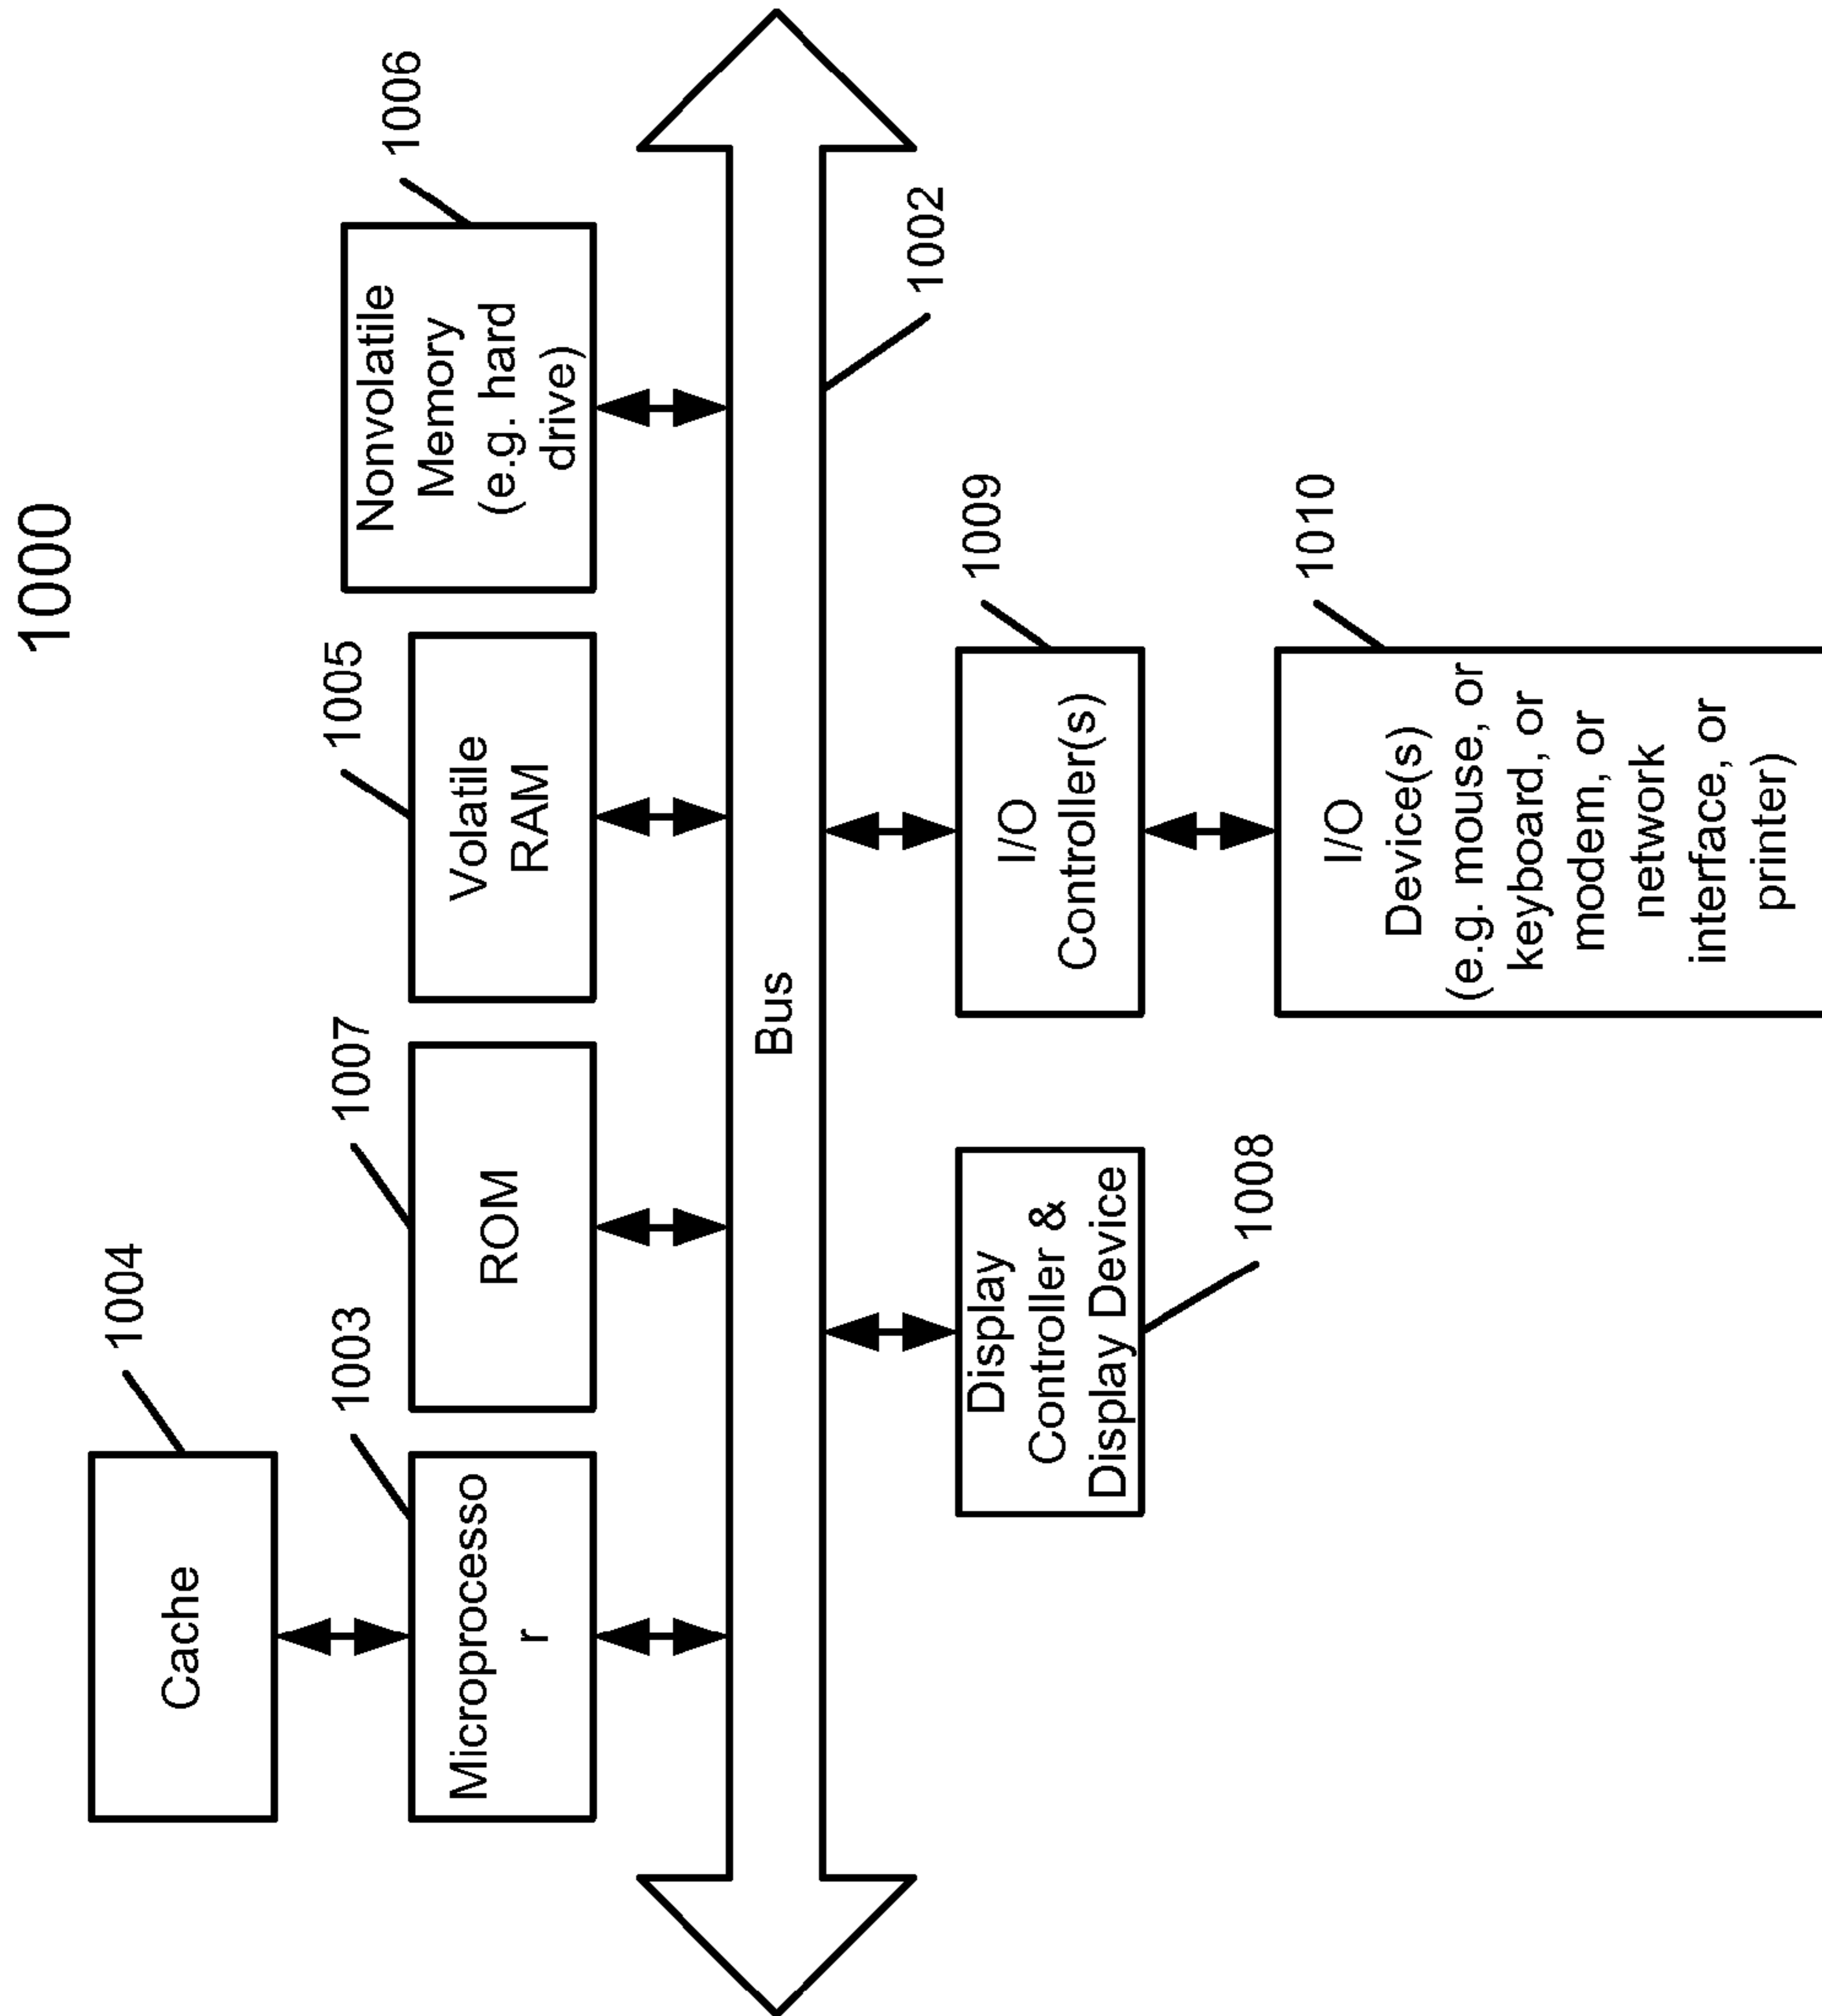 1000
1004
Cache
1003
Microprocesso
r
1007
ROM
1005
Volatile
RAM
1006
Nonvolatile
Memory
(e.g. hard
drive)
Bus
1002
Display
Controller &
Display Device
1008
1009
I/O
Controller(s)
1010
I/O
Device(s)
(e.g. mouse, or
keyboard, or
modem, or
network
interface, or
printer)